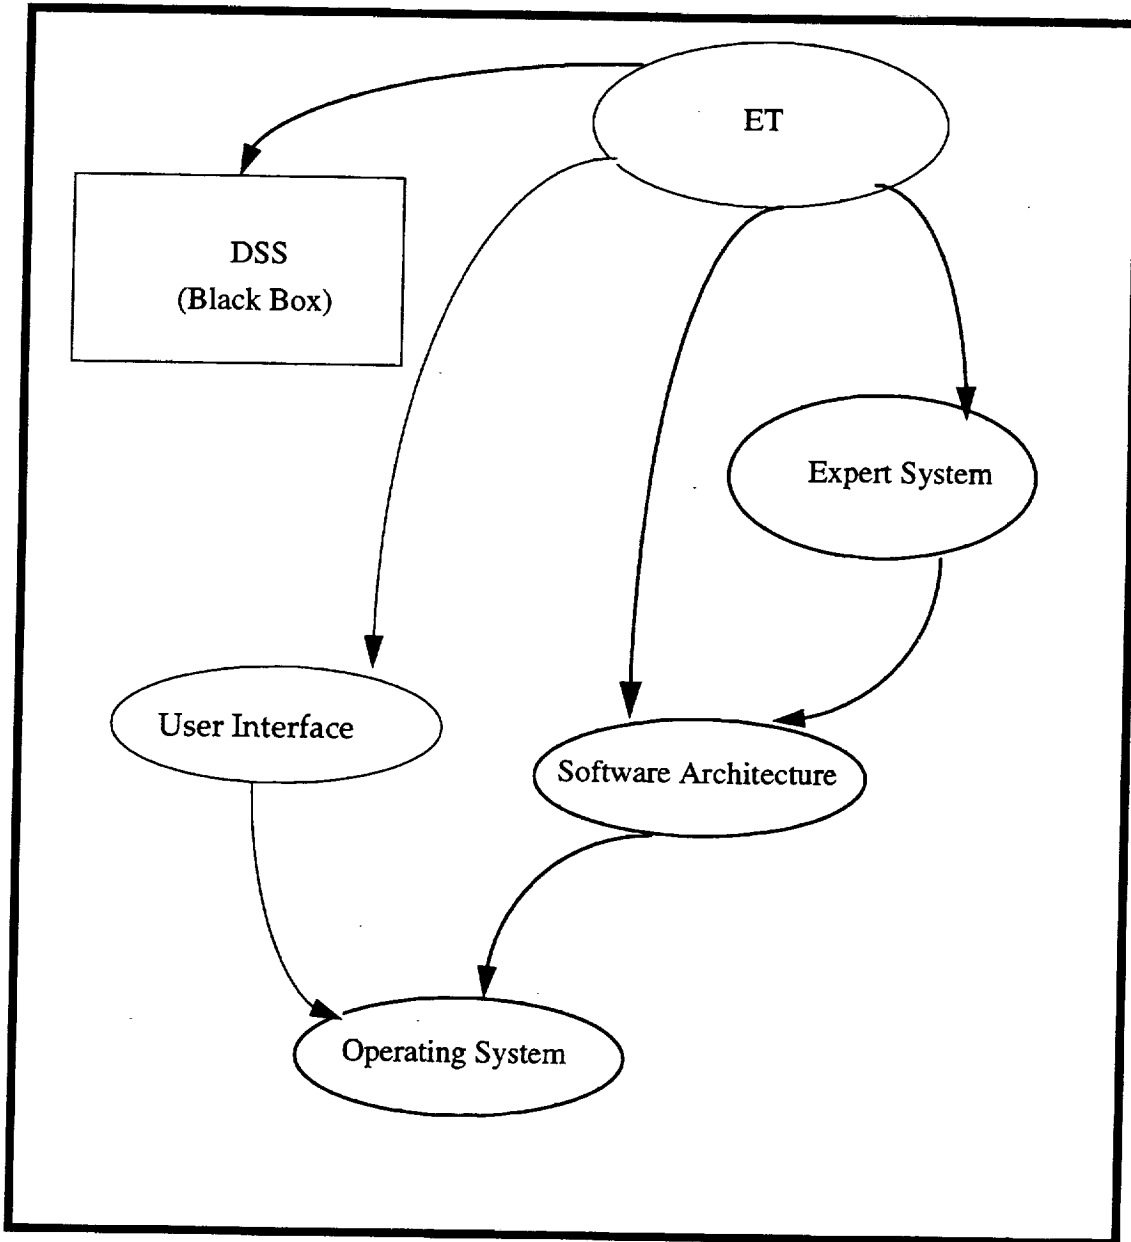 ET
DSS
(Black Box)
Expert System
User Interface
Software Architecture
Operating System